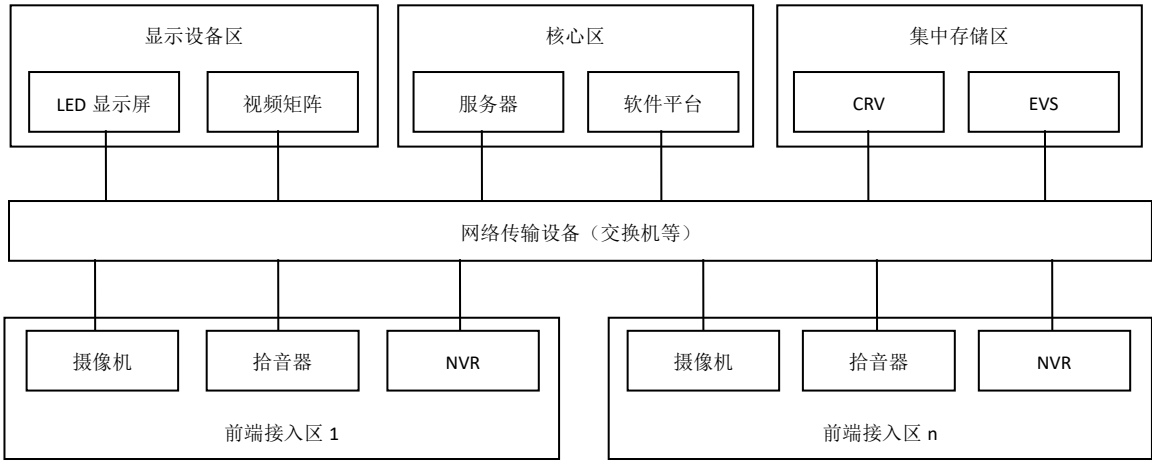 显示设备区
核心区
集中存储区
LED 显示屏
视频矩阵
服务器
软件平台
CRV
EVS
网络传输设备（交换机等）
摄像机
拾音器
NVR
摄像机
拾音器
NVR
前端接入区 1
前端接入区 n